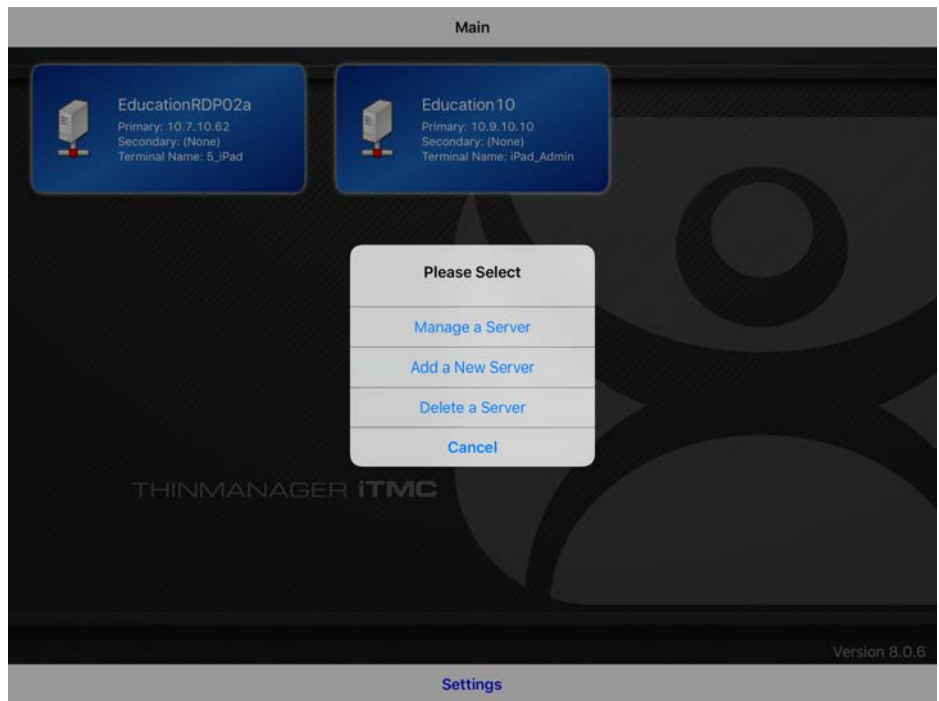 Main
EducationRDP02a
Primary: 10.7.10.62
Secondary: (None)
Terminal Name: 5_iPad
Education10
Primary: 10.9.10.10
Secondary: (None)
Terminal Name: iPad_Admin
Please Select
Manage a Server
Add a New Server
Delete a Server
Cancel
THINMANAGER iTMC
Version 8.0.6
Settings